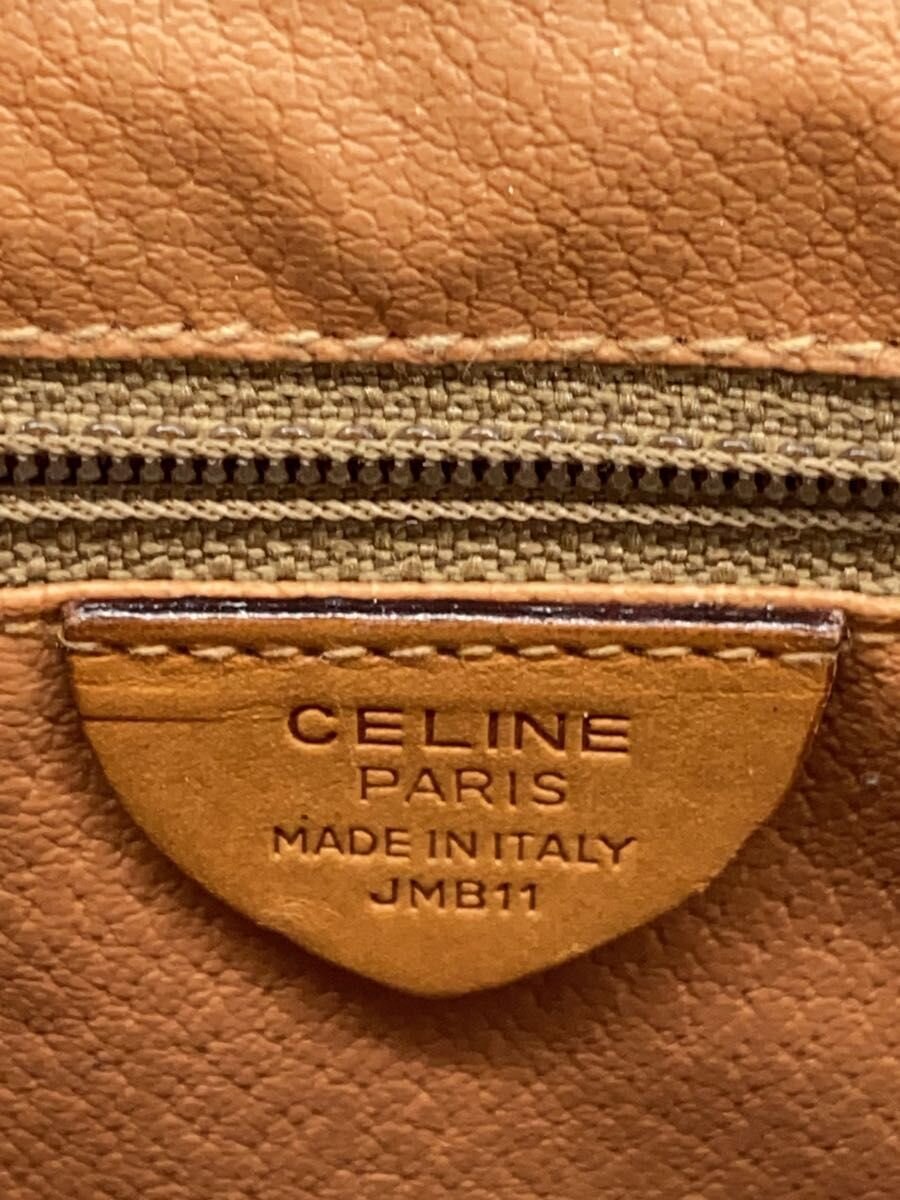 CELINE
PARIS
MADE IN ITALY
JMB11